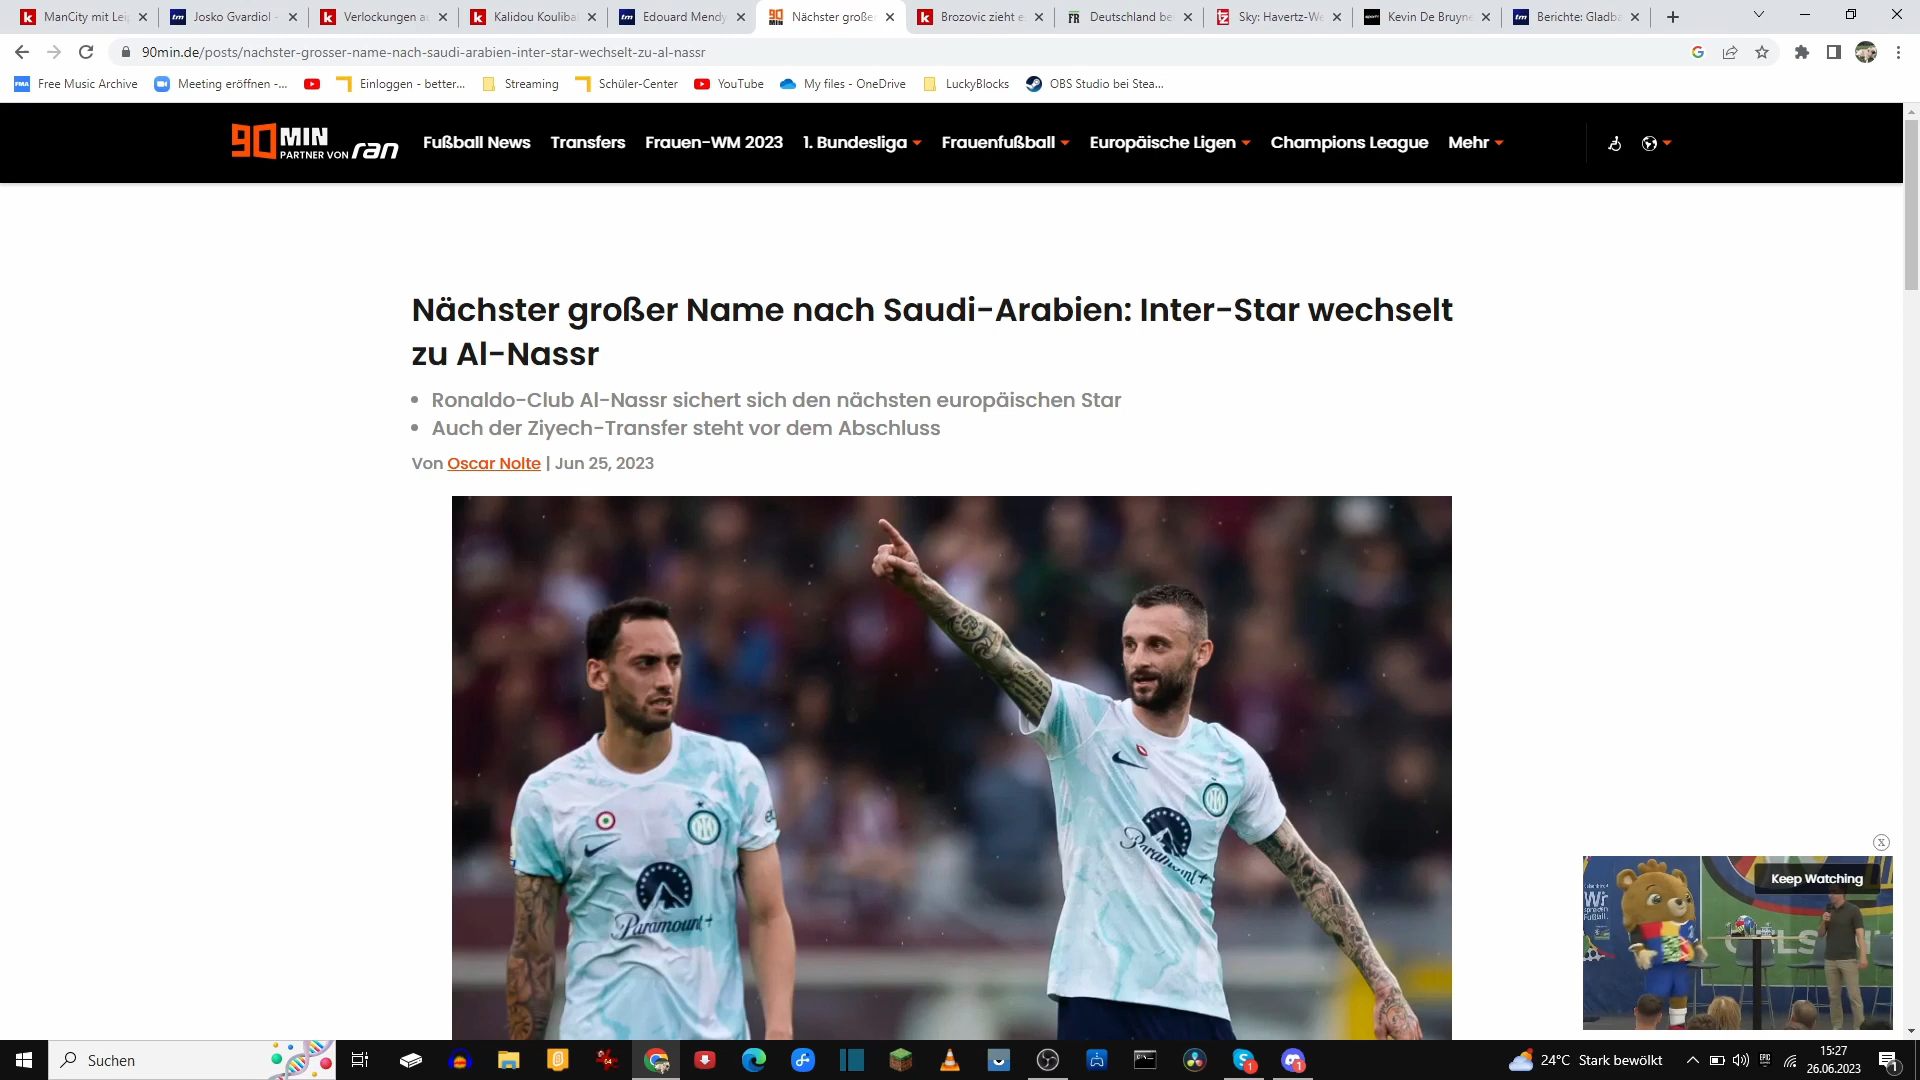 ManCity mit Lei
Josko Gvardiol -
Verlockungen a
Kalidou Kouliba
Edouard Mendy
Nächster große
Brozovic zieht e
Deutschland be
Sky: Havertz-We
Kevin De Bruyne
Berichte: Gladba
90min.de/posts/nachster-grosser-name-nach-saudi-arabien-inter-star-wechselt-zu-al-nassr
Free Music Archive
Meeting eröffnen -...
Einloggen - better...
Streaming
Schüler-Center
YouTube
My files - OneDrive
LuckyBlocks
OBS Studio bei Stea...
90MIN PARTNER VON ran
Fußball News
Transfers
Frauen-WM 2023
1. Bundesliga
Frauenfußball
Europäische Ligen
Champions League
Mehr
Nächster großer Name nach Saudi-Arabien: Inter-Star wechselt
zu Al-Nassr
Ronaldo-Club Al-Nassr sichert sich den nächsten europäischen Star
Auch der Ziyech-Transfer steht vor dem Abschluss
Von Oscar Nolte | Jun 25, 2023
Paramount+
Paramount+
Keep Watching
Suchen
24°C Stark bewölkt
15:27
26.06.2023